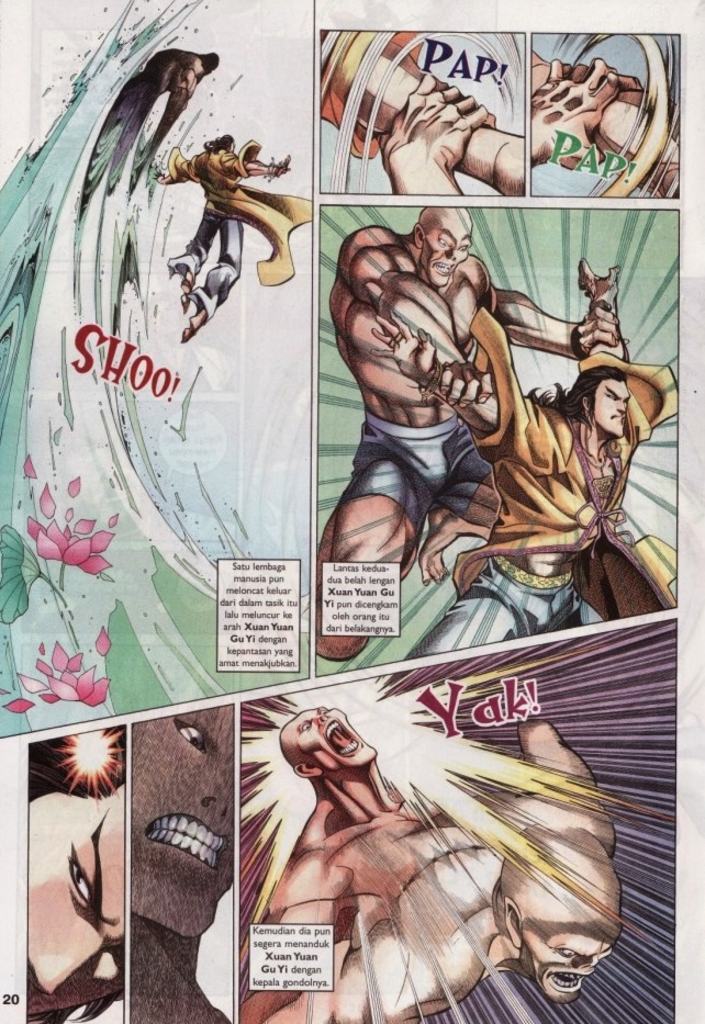 SHOO!
Satu lembaga
manusia pun
meloncat keluar
dari dalam tasik itu
lalu meluncur ke
arah Xuan Yuan
Gu Yi dengan
kepantasan yang
amat menakjubkan.
PAP!
PAP!
Lantas kedua-
dua belah lengan
Xuan Yuan Gu
Yi pun dicengkam
oleh orang itu
dari belakangnya.
Yak!
Kemudian dia pun
segera menanduk
Xuan Yuan
Gu Yi dengan
kepala gondolnya.
20